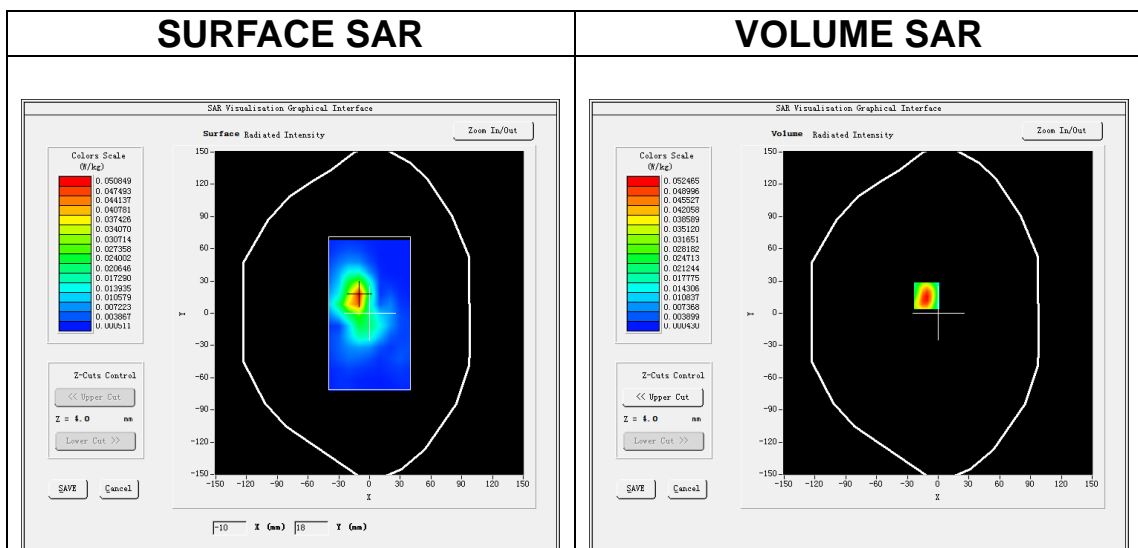 SURFACE SAR
VOLUME SAR
SAR Visualisation Graphical Interface
Surface Radiated Intensity
Zoom In/Out
Colors Scale
(W/kg)
0.050849
0.047493
0.044137
0.040781
0.037426
0.034070
0.030714
0.027358
0.024002
0.020646
0.017290
0.013935
0.010579
0.007223
0.003867
0.000511
150
120
90
60
30
0
-30
-60
-90
-120
-150
Y
-150 -120 -90 -60 -30 0 30 60 90 120 150
X
Z-Cuts Control
<< Upper Cut
Z = 4.0 mm
Lower Cut >>
SAVE Cancel
-10 X (mm) 18 Y (mm)
SAR Visualisation Graphical Interface
Volume Radiated Intensity
Zoom In/Out
Colors Scale
(W/kg)
0.052465
0.048996
0.045527
0.042058
0.038589
0.035120
0.031651
0.028182
0.024713
0.021244
0.017775
0.014306
0.010837
0.007368
0.003899
0.000430
150
120
90
60
30
0
-30
-60
-90
-120
-150
Y
-150 -120 -90 -60 -30 0 30 60 90 120 150
X
Z-Cuts Control
<< Upper Cut
Z = 4.0 mm
Lower Cut >>
SAVE Cancel